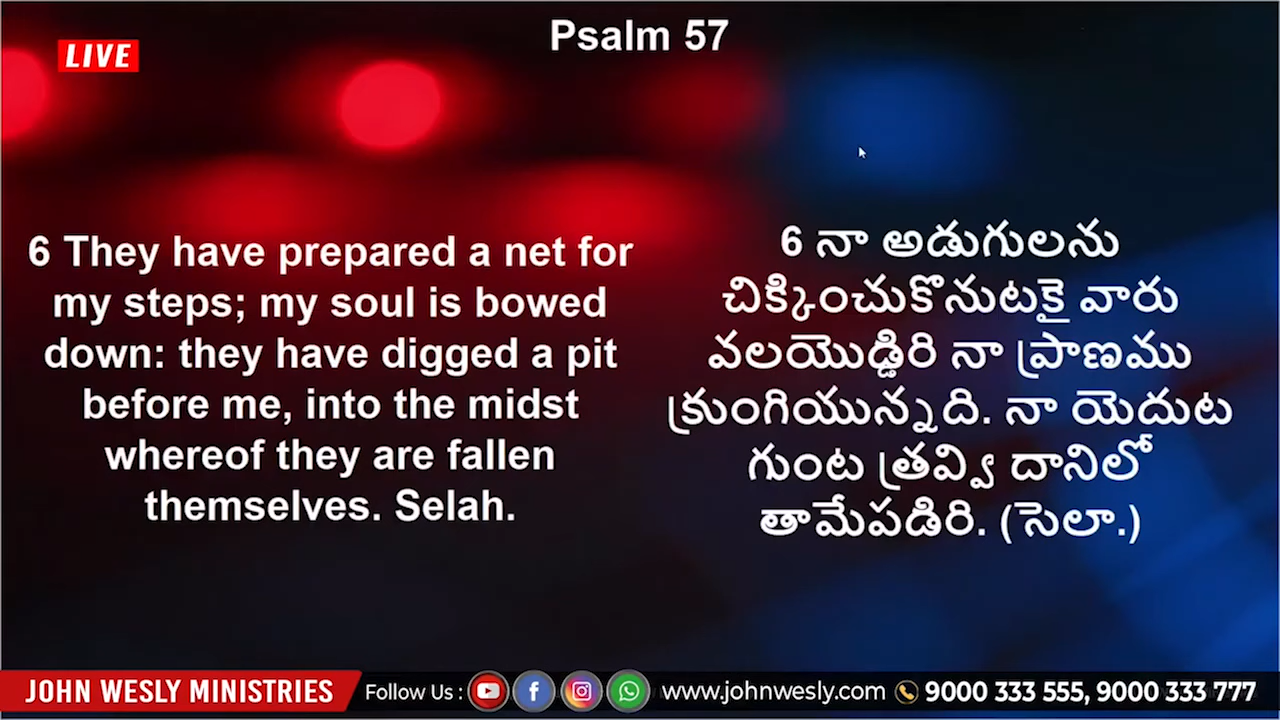 Psalm 57
LIVE
6 They have prepared a net for
my steps; my soul is bowed
down: they have digged a pit
before me, into the midst
whereof they are fallen
themselves. Selah.
6 నా అడుగులను
చిక్కించుకొనుటకై వారు
వలయొడ్డిరి నా ప్రాణము
క్రుంగియున్నది. నా యెదుట
గుంట త్రవ్వి దానిలో
తామేపడిరి. (సెలా.)
JOHN WESLY MINISTRIES Follow Us : www.johnwesly.com 9000 333 555, 9000 333 777